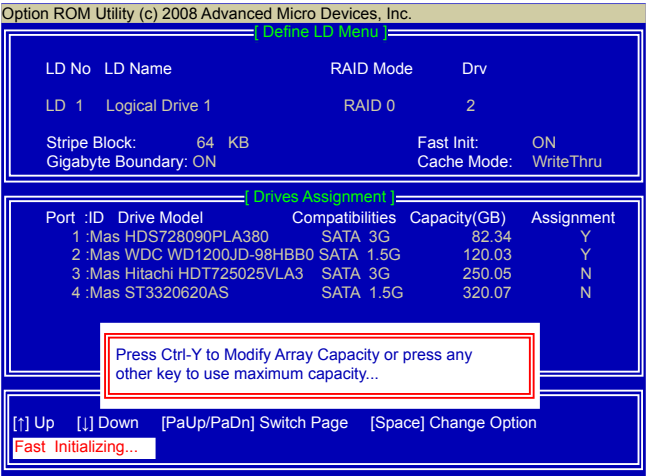 Option ROM Utility (c) 2008 Advanced Micro Devices, Inc.
[ Define LD Menu ]
LD No LD Name RAID Mode Drv
LD 1 Logical Drive 1 RAID 0 2
Stripe Block: 64 KB Fast Init: ON
Gigabyte Boundary: ON Cache Mode: WriteThru
[ Drives Assignment ]
Port :ID Drive Model Compatibilities Capacity(GB) Assignment
1 :Mas HDS728090PLA380 SATA 3G 82.34 Y
2 :Mas WDC WD1200JD-98HBB0 SATA 1.5G 120.03 Y
3 :Mas Hitachi HDT725025VLA3 SATA 3G 250.05 N
4 :Mas ST3320620AS SATA 1.5G 320.07 N
Press Ctrl-Y to Modify Array Capacity or press any
other key to use maximum capacity...
[↑] Up [↓] Down [PaUp/PaDn] Switch Page [Space] Change Option
Fast Initializing...